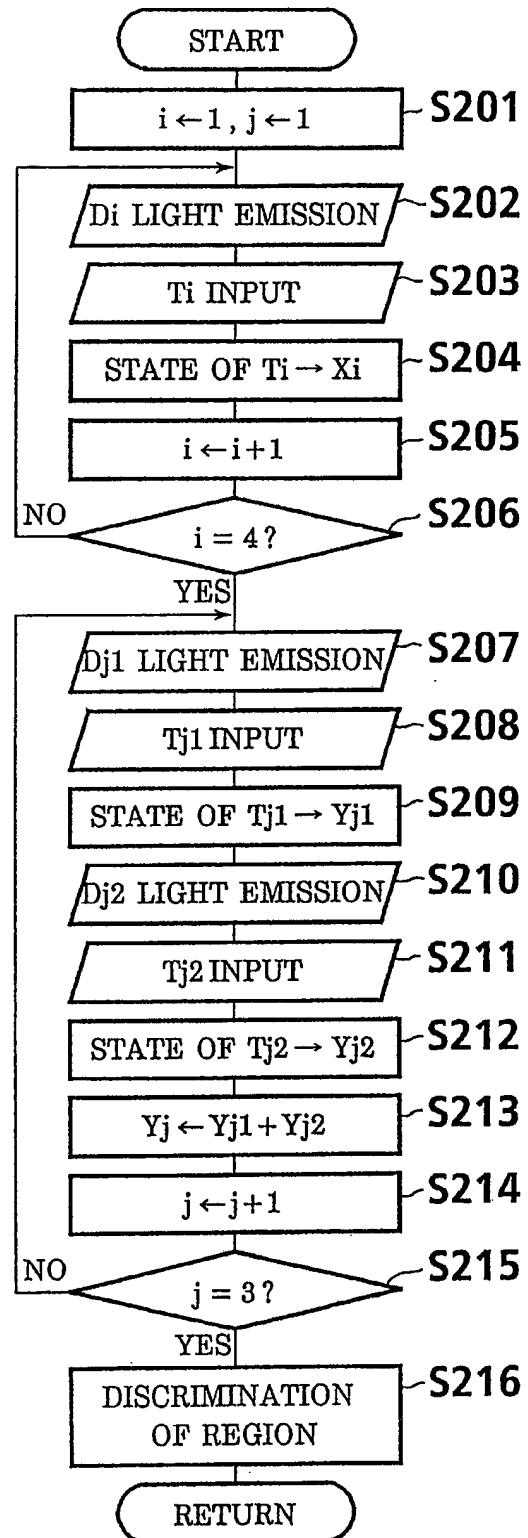 START
i ← 1, j ← 1
S201
Di LIGHT EMISSION
S202
Ti INPUT
S203
STATE OF Ti → Xi
S204
i ← i+1
S205
S206
NO
i = 4?
YES
Dj1 LIGHT EMISSION
S207
Tj1 INPUT
S208
STATE OF Tj1 → Yj1
S209
Dj2 LIGHT EMISSION
S210
Tj2 INPUT
S211
STATE OF Tj2 → Yj2
S212
Yj ← Yj1 + Yj2
S213
j ← j+1
S214
S215
NO
j = 3?
YES
DISCRIMINATION
OF REGION
S216
RETURN